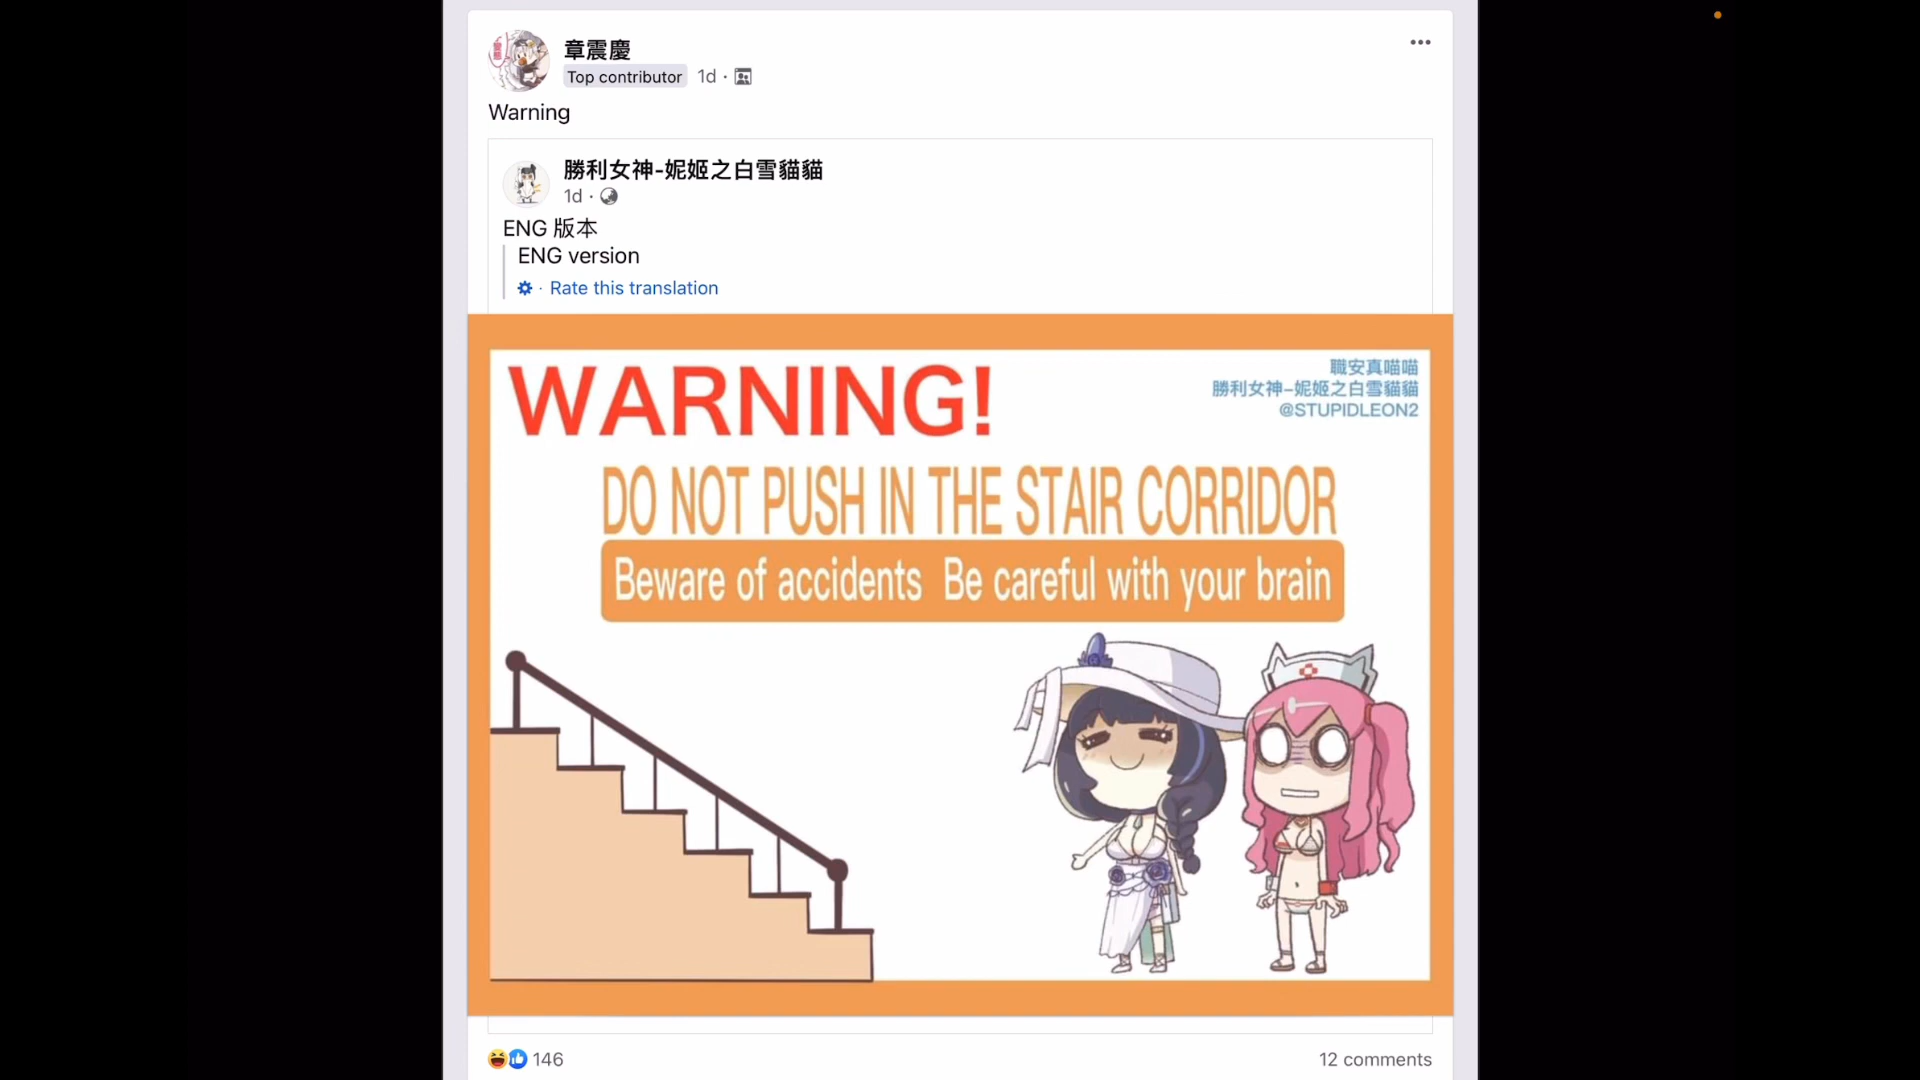 章震慶
Top contributor 1d ·
Warning
勝利女神-妮姬之白雪貓貓
1d ·
ENG 版本
ENG version
· Rate this translation
WARNING!
職安真喵喵
勝利女神-妮姬之白雪貓貓
@STUPIDLEON2
DO NOT PUSH IN THE STAIR CORRIDOR
Beware of accidents Be careful with your brain
146
12 comments